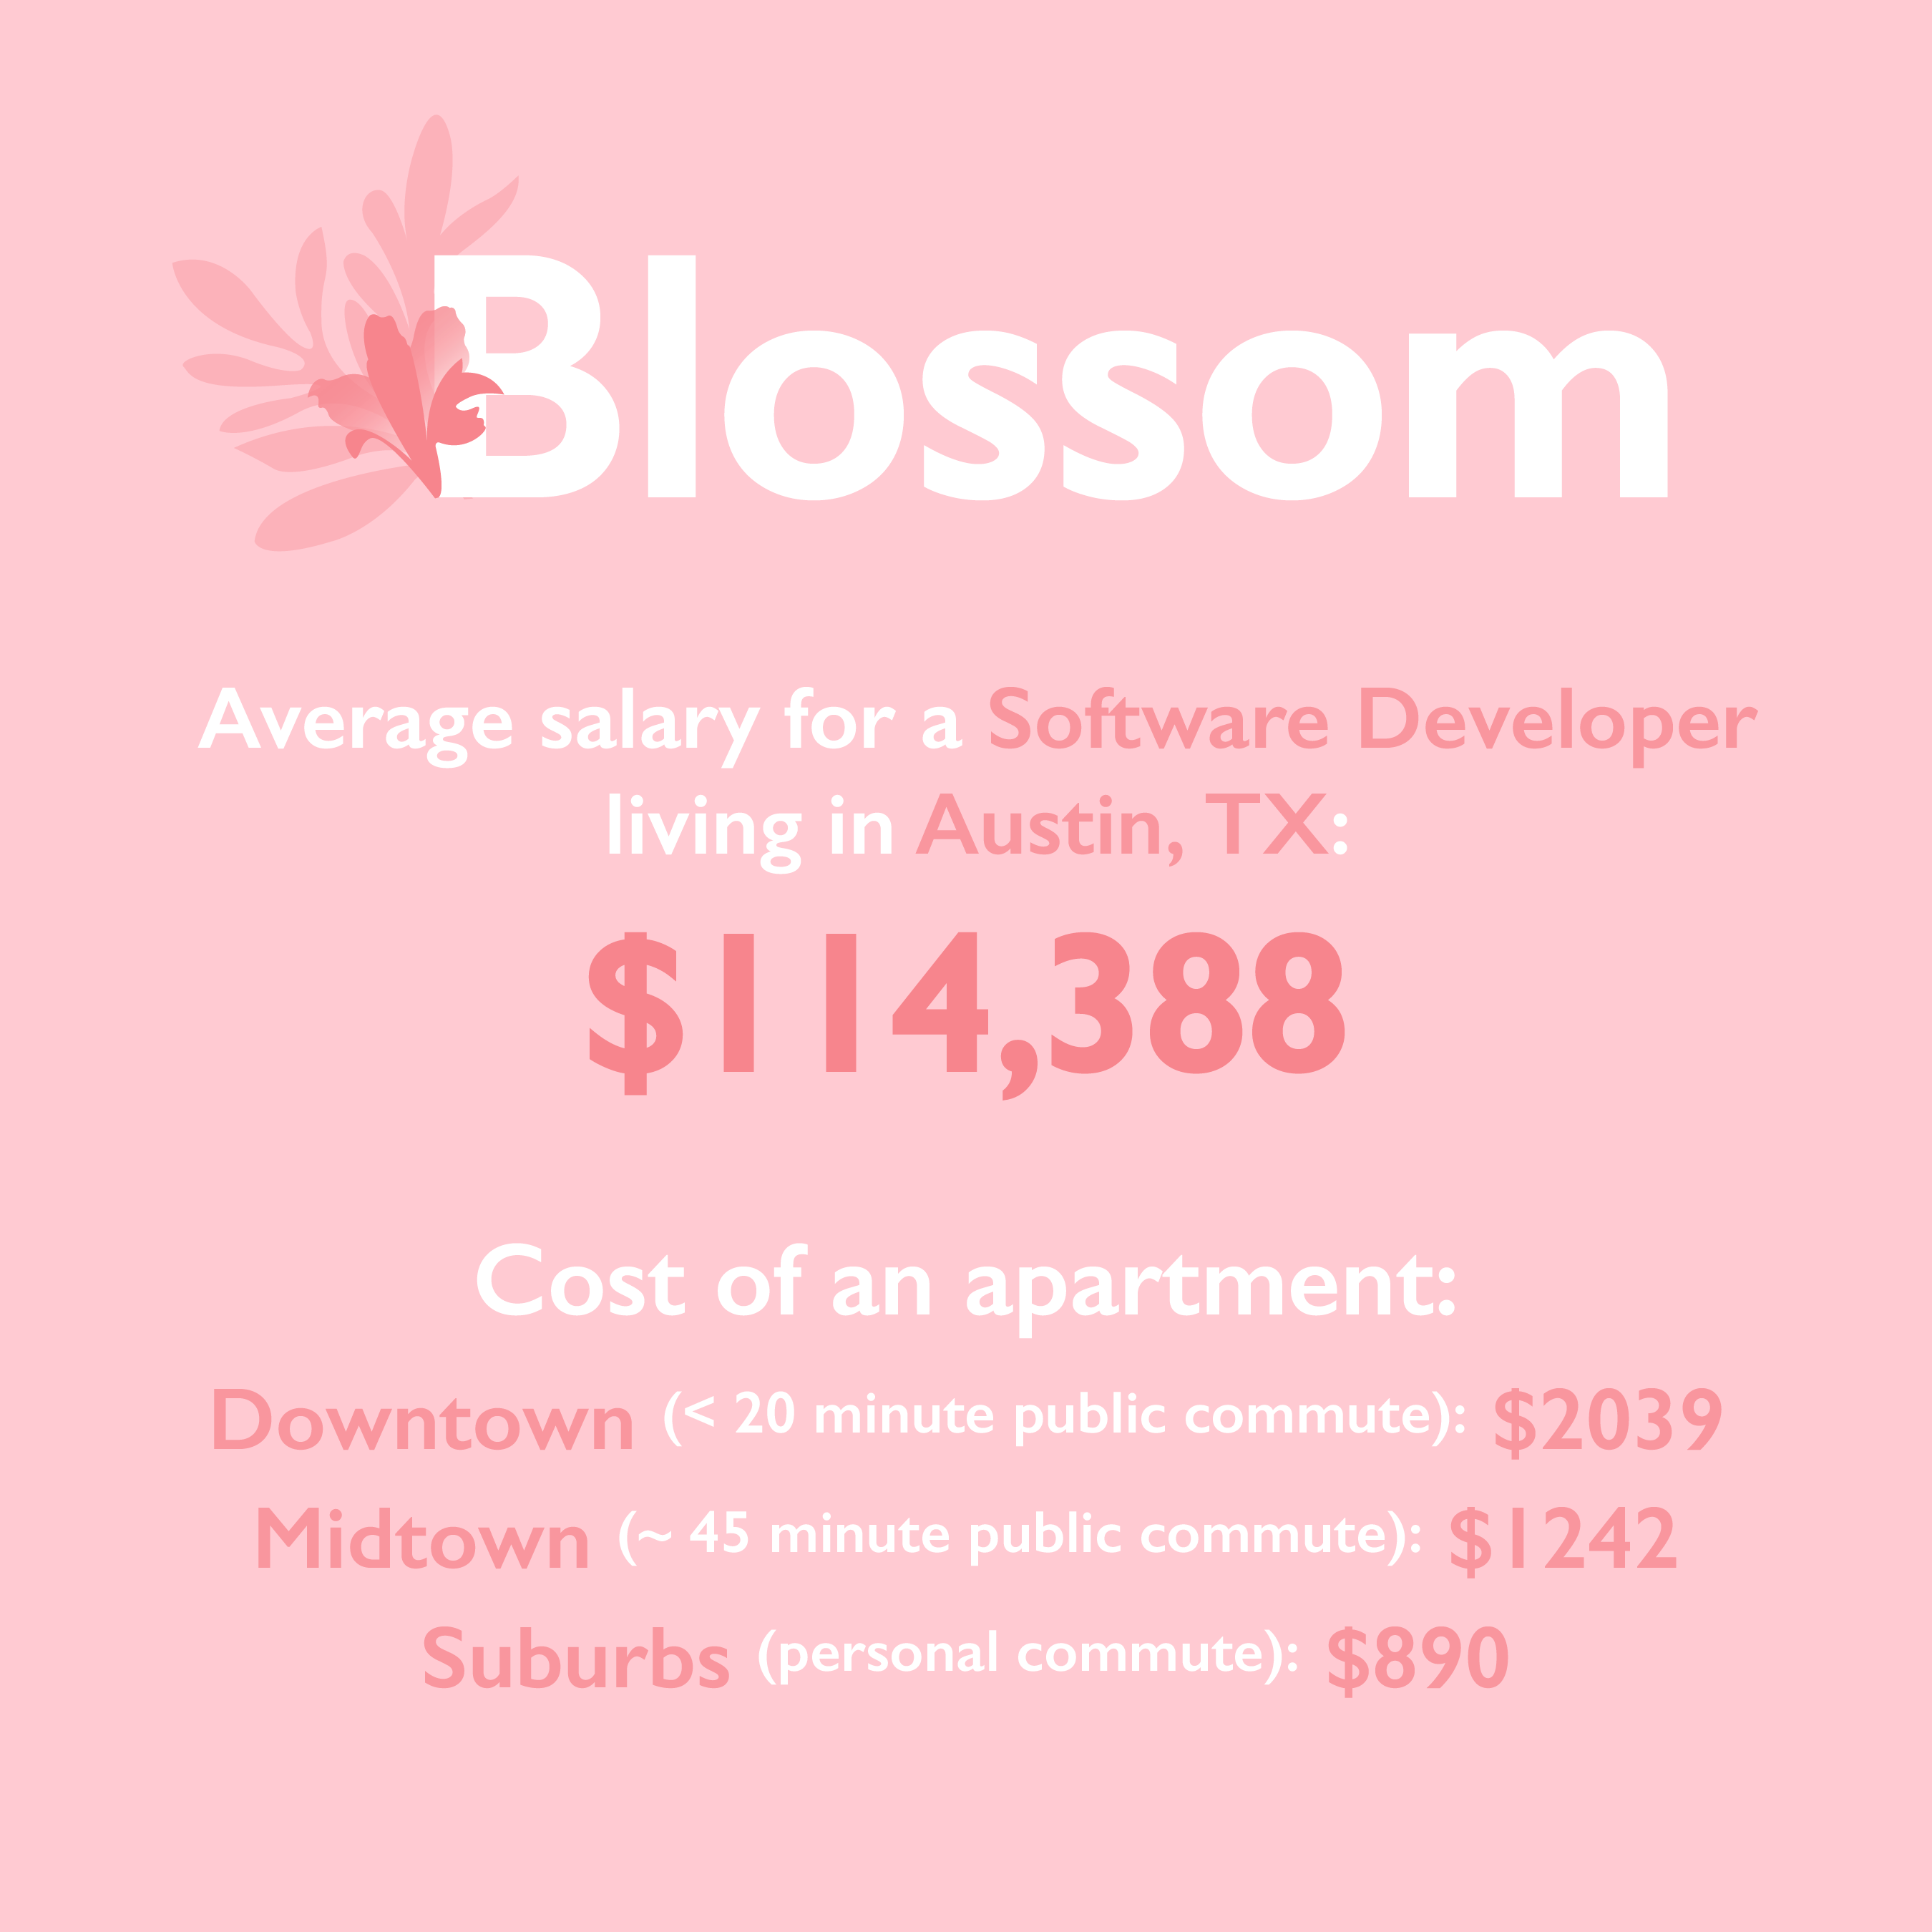 Blossom
Average salary for a Software Developer
living in Austin, TX:
$114,388
Cost of an apartment:
Downtown (< 20 minute public commute): $2039
Midtown (~ 45 minute public commute): $1242
Suburbs (personal commute): $890